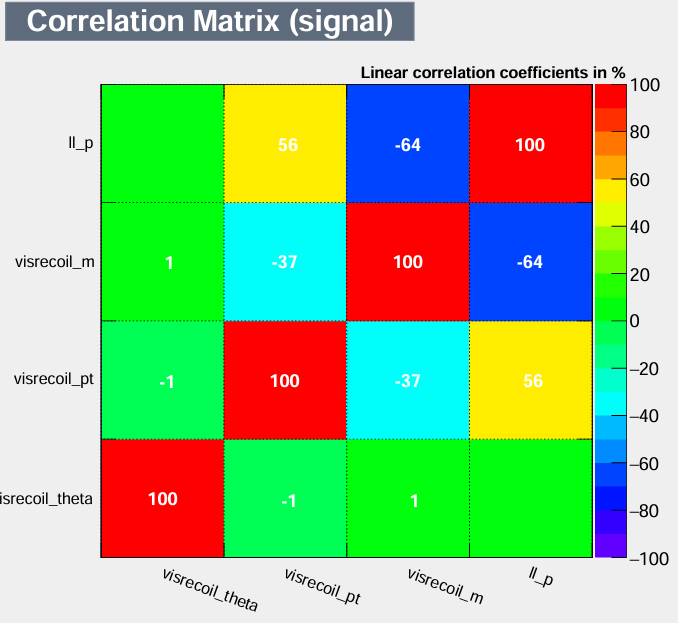 Correlation Matrix (signal)
Linear correlation coefficients in %
ll_p
56
-64
100
visrecoil_m
1
-37
100
-64
visrecoil_pt
-1
100
-37
56
isrecoil_theta
100
-1
1
visrecoil_theta
visrecoil_pt
visrecoil_m
ll_p
100
80
60
40
20
0
−20
−40
−60
−80
−100